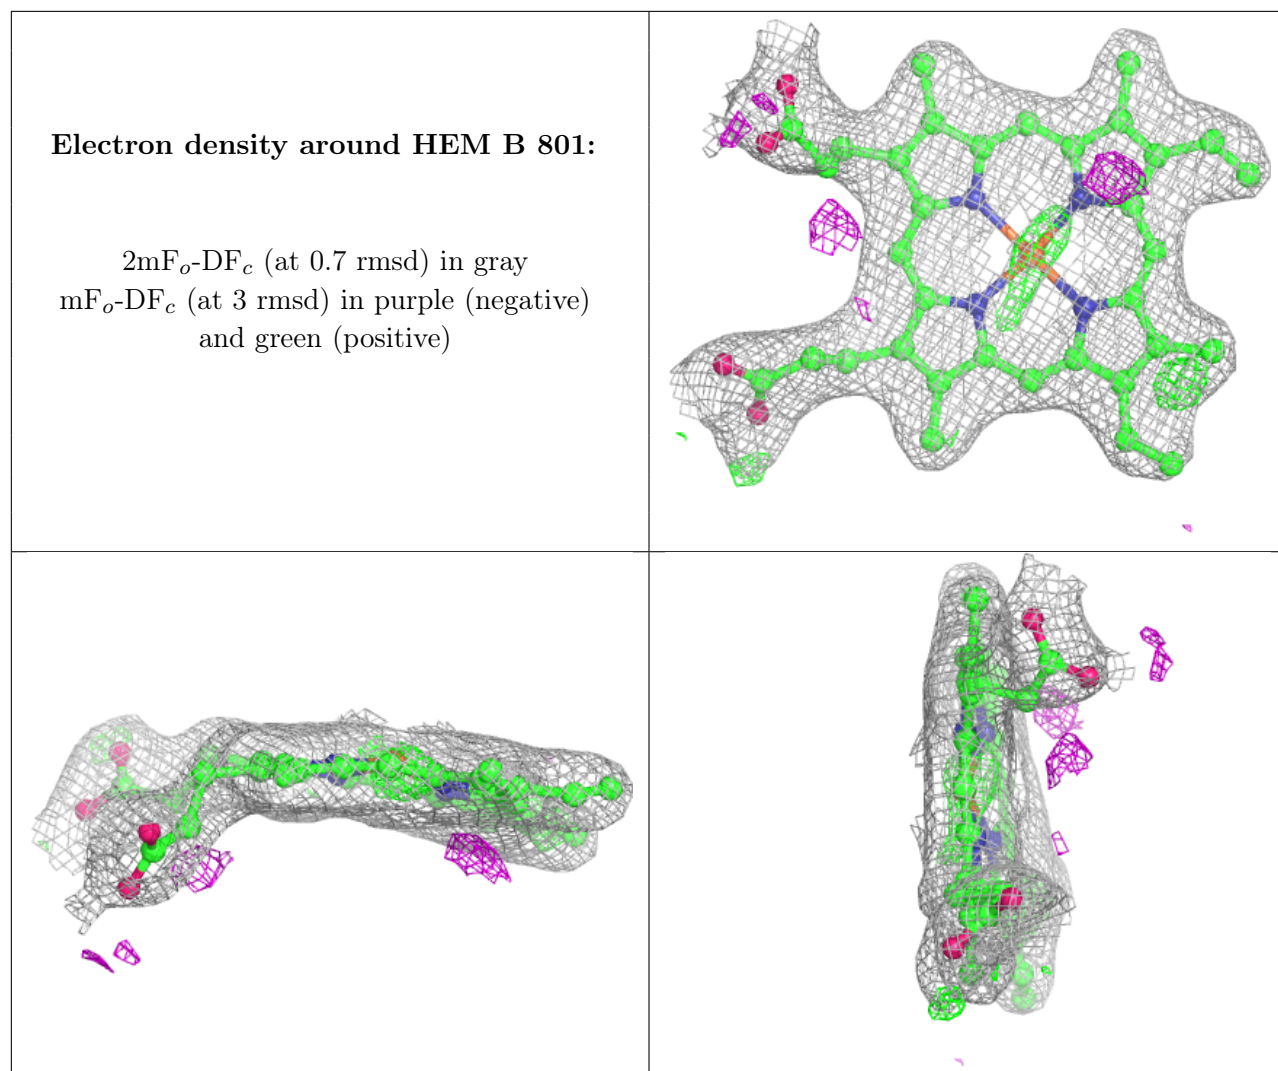 Electron density around HEM B 801:
2mFo-DFc (at 0.7 rmsd) in gray
mFo-DFc (at 3 rmsd) in purple (negative)
and green (positive)